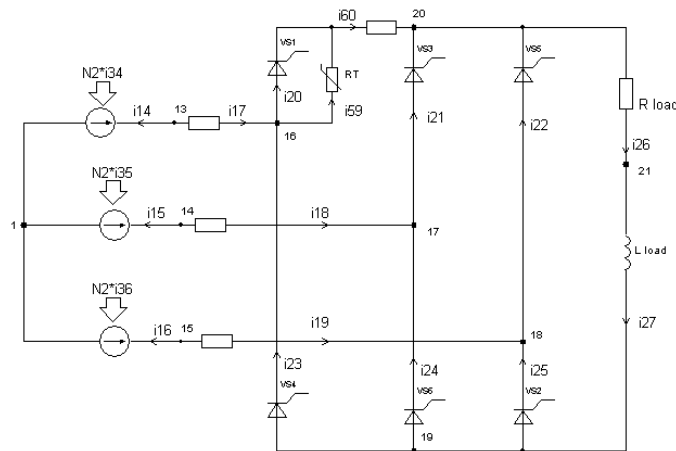 i60
20
VS1
VS3
VS5
N2*i34
RT
i20
R load
i14
13
i17
i59
16
i21
i22
i26
21
N2*i35
i15
14
i18
1
17
L load
N2*i36
i16
15
i19
18
i27
i23
i24
i25
VS4
VS6
VS2
19